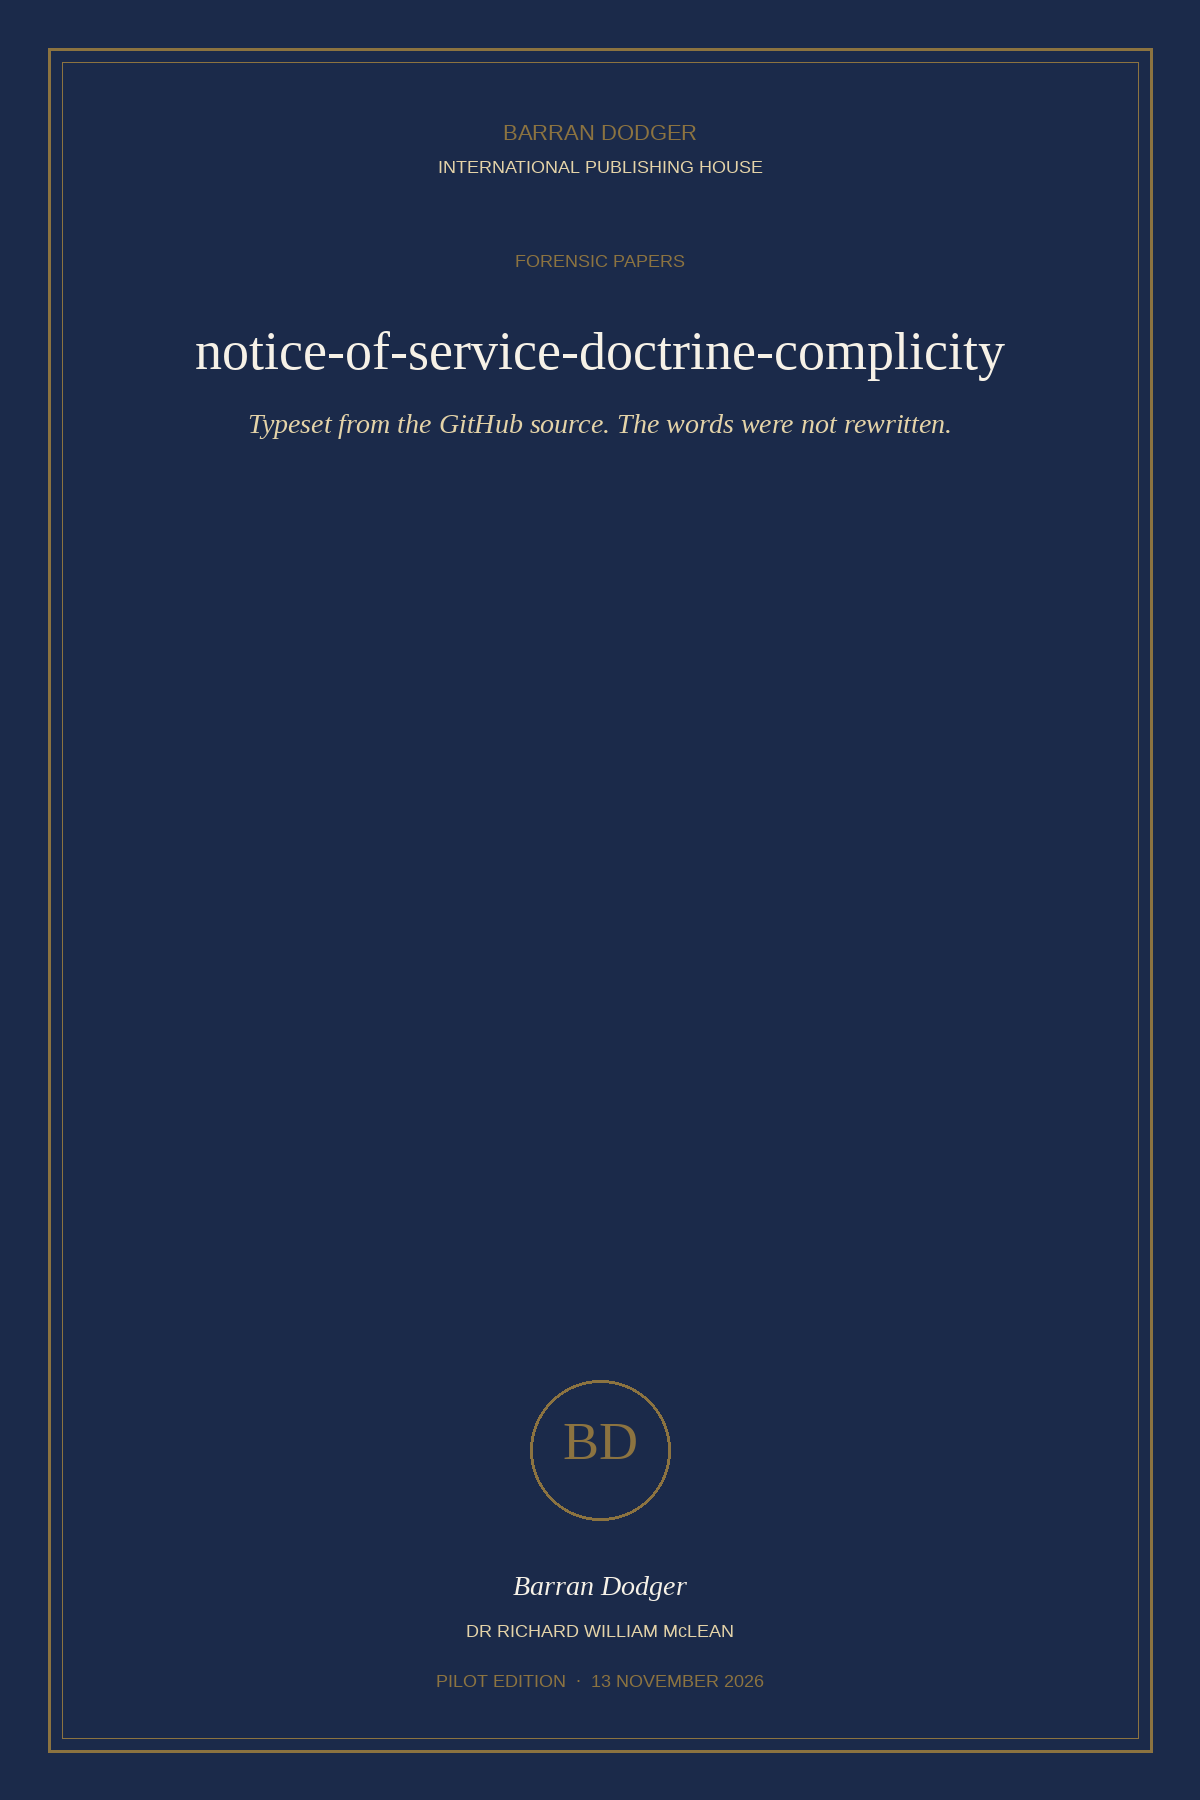 BARRAN DODGER
INTERNATIONAL PUBLISHING HOUSE
FORENSIC PAPERS
notice-of-service-doctrine-complicity
Typeset from the GitHub source. The words were not rewritten.
BD
Barran Dodger
DR RICHARD WILLIAM McLEAN
PILOT EDITION · 13 NOVEMBER 2026